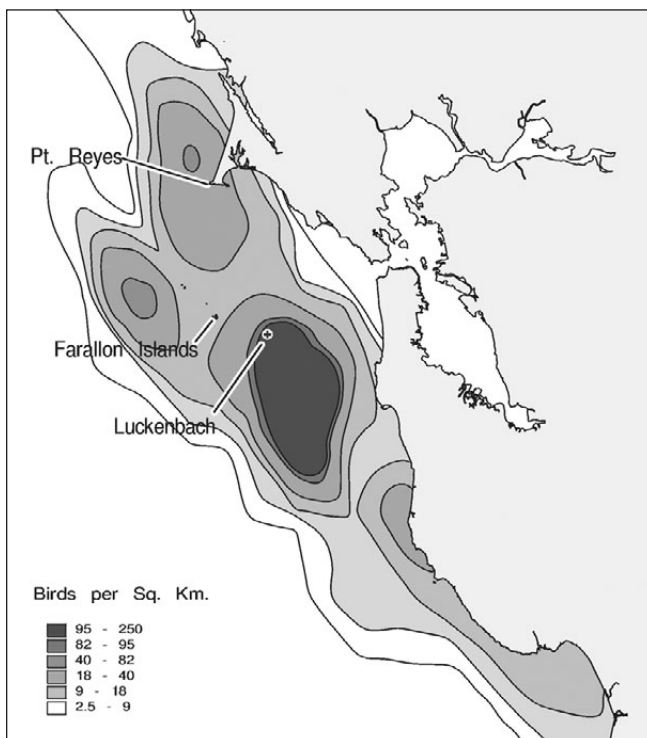 Pt. Reyes
Farallon Islands
Luckenbach
Birds per Sq. Km.
95 - 250
82 - 95
40 - 82
18 - 40
9 - 18
2.5 - 9